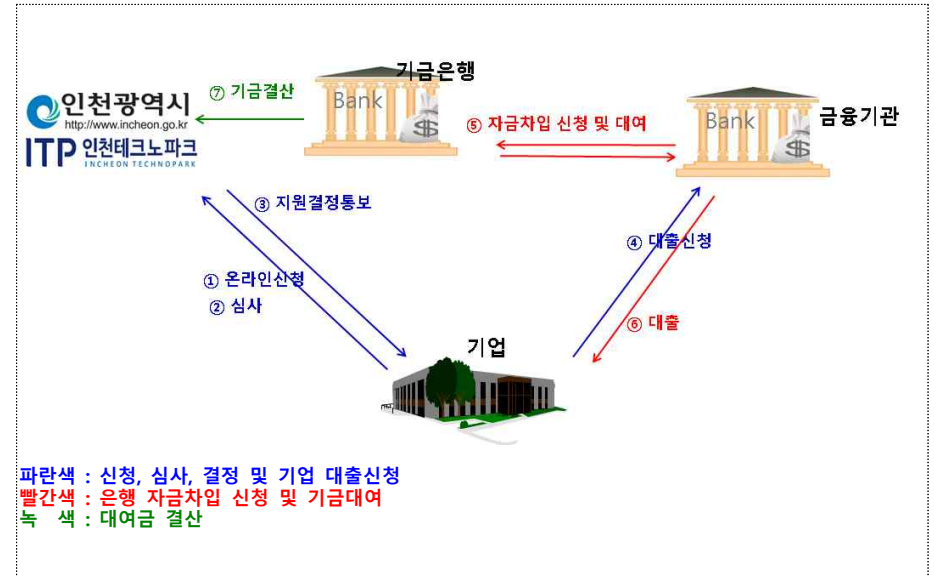 기금은행
Bank
⑦ 기금결산
인천광역시
http://www.incheon.go.kr
ITP 인천테크노파크
INCHEON TECHNOPARK
⑤ 자금차입 신청 및 대여
Bank
금융기관
③ 지원결정통보
④ 대출신청
① 온라인신청
② 심사
⑥ 대출
기업
파란색 : 신청, 심사, 결정 및 기업 대출신청
빨간색 : 은행 자금차입 신청 및 기금대여
녹 색 : 대여금 결산